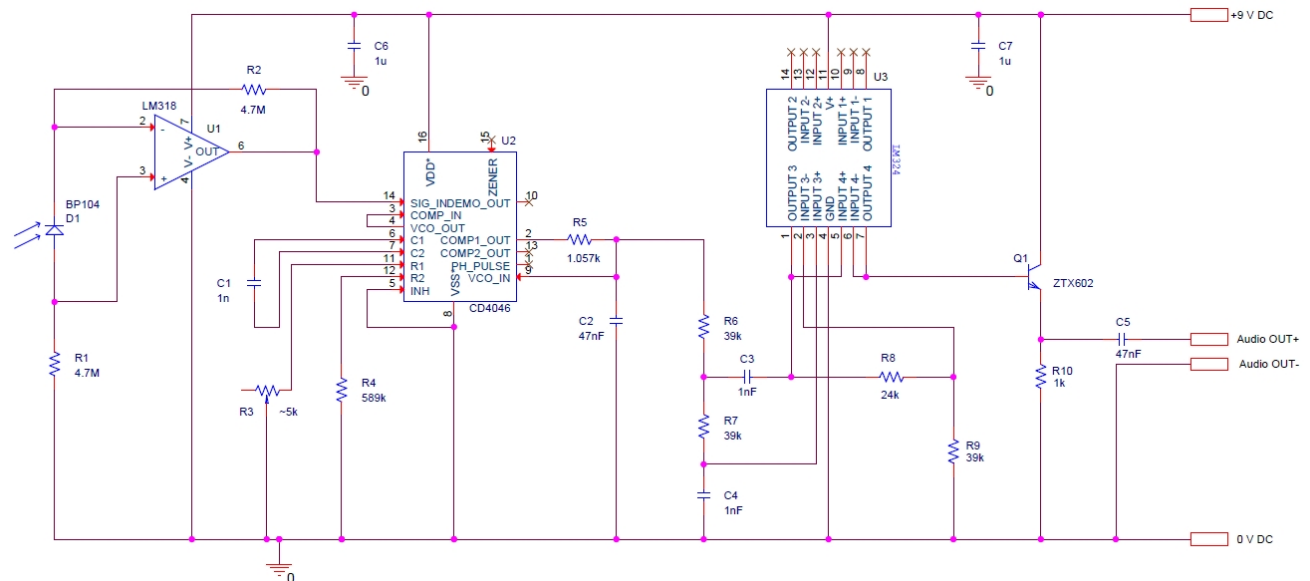 +9 V DC
C6
1u
0
C7
1u
0
R2
4.7M
LM318
U1
2
-
3
+
7
V+
OUT
V-
4
6
BP104
D1
R1
4.7M
16
15
U2
VDD*
ZENER
14
SIG_IN
DEMO_OUT
10
3
COMP_IN
4
VCO_OUT
6
C1
COMP1_OUT
2
7
C2
COMP2_OUT
13
11
R1
PH_PULSE
1
12
R2
VCO_IN
9
5
INH
VSS*
8
CD4046
C1
1n
R3
~5k
R4
589k
R5
1.057k
C2
47nF
14
13
12
11
10
9
8
U3
OUTPUT 2
INPUT 2-
INPUT 2+
V+
INPUT 1+
INPUT 1-
OUTPUT 1
LM324
OUTPUT 3
INPUT 3-
INPUT 3+
GND
INPUT 4+
INPUT 4-
OUTPUT 4
1
2
3
4
5
6
7
R6
39k
C3
1nF
R7
39k
C4
1nF
R8
24k
R9
39k
Q1
ZTX602
C5
47nF
R10
1k
Audio OUT+
Audio OUT-
0 V DC
0